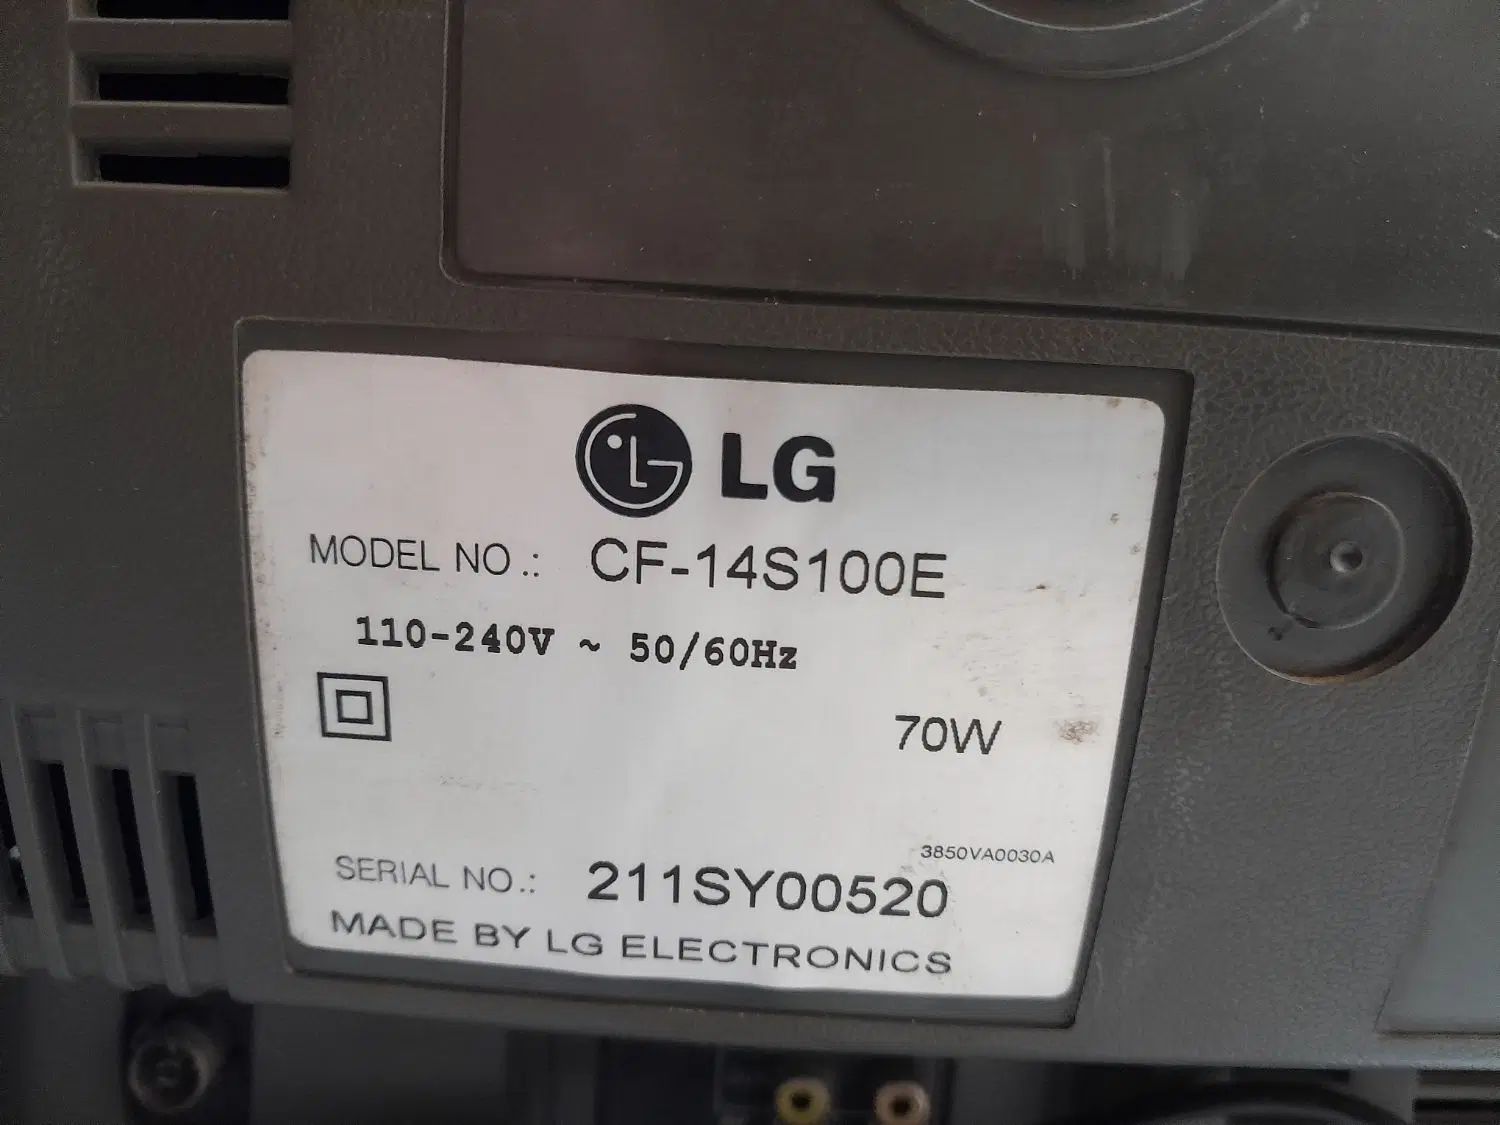 LG
MODEL NO.: CF-14S100E
110-240V ~ 50/60Hz
70W
3850VA0030A
SERIAL NO.: 211SY00520
MADE BY LG ELECTRONICS